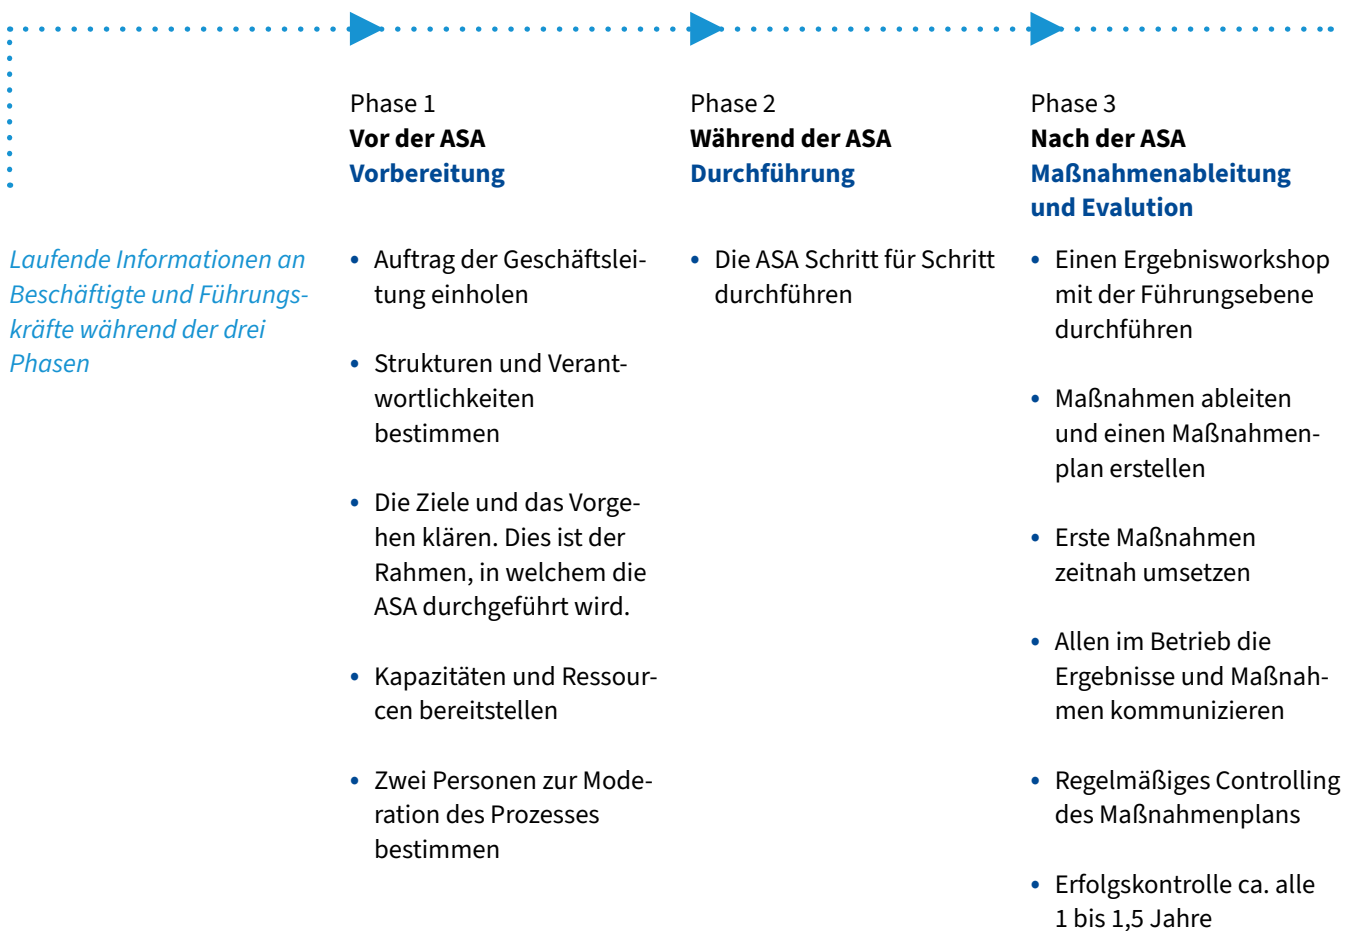 Laufende Informationen an
Beschäftigte und Führungs-
kräfte während der drei
Phasen
Phase 1
Vor der ASA
Vorbereitung
• Auftrag der Geschäftslei-
tung einholen
• Strukturen und Verant-
wortlichkeiten
bestimmen
• Die Ziele und das Vorge-
hen klären. Dies ist der
Rahmen, in welchem die
ASA durchgeführt wird.
• Kapazitäten und Ressour-
cen bereitstellen
• Zwei Personen zur Mode-
ration des Prozesses
bestimmen
Phase 2
Während der ASA
Durchführung
• Die ASA Schritt für Schritt
durchführen
Phase 3
Nach der ASA
Maßnahmenableitung
und Evalution
• Einen Ergebnisworkshop
mit der Führungsebene
durchführen
• Maßnahmen ableiten
und einen Maßnahmen-
plan erstellen
• Erste Maßnahmen
zeitnah umsetzen
• Allen im Betrieb die
Ergebnisse und Maßnah-
men kommunizieren
• Regelmäßiges Controlling
des Maßnahmenplans
• Erfolgskontrolle ca. alle
1 bis 1,5 Jahre